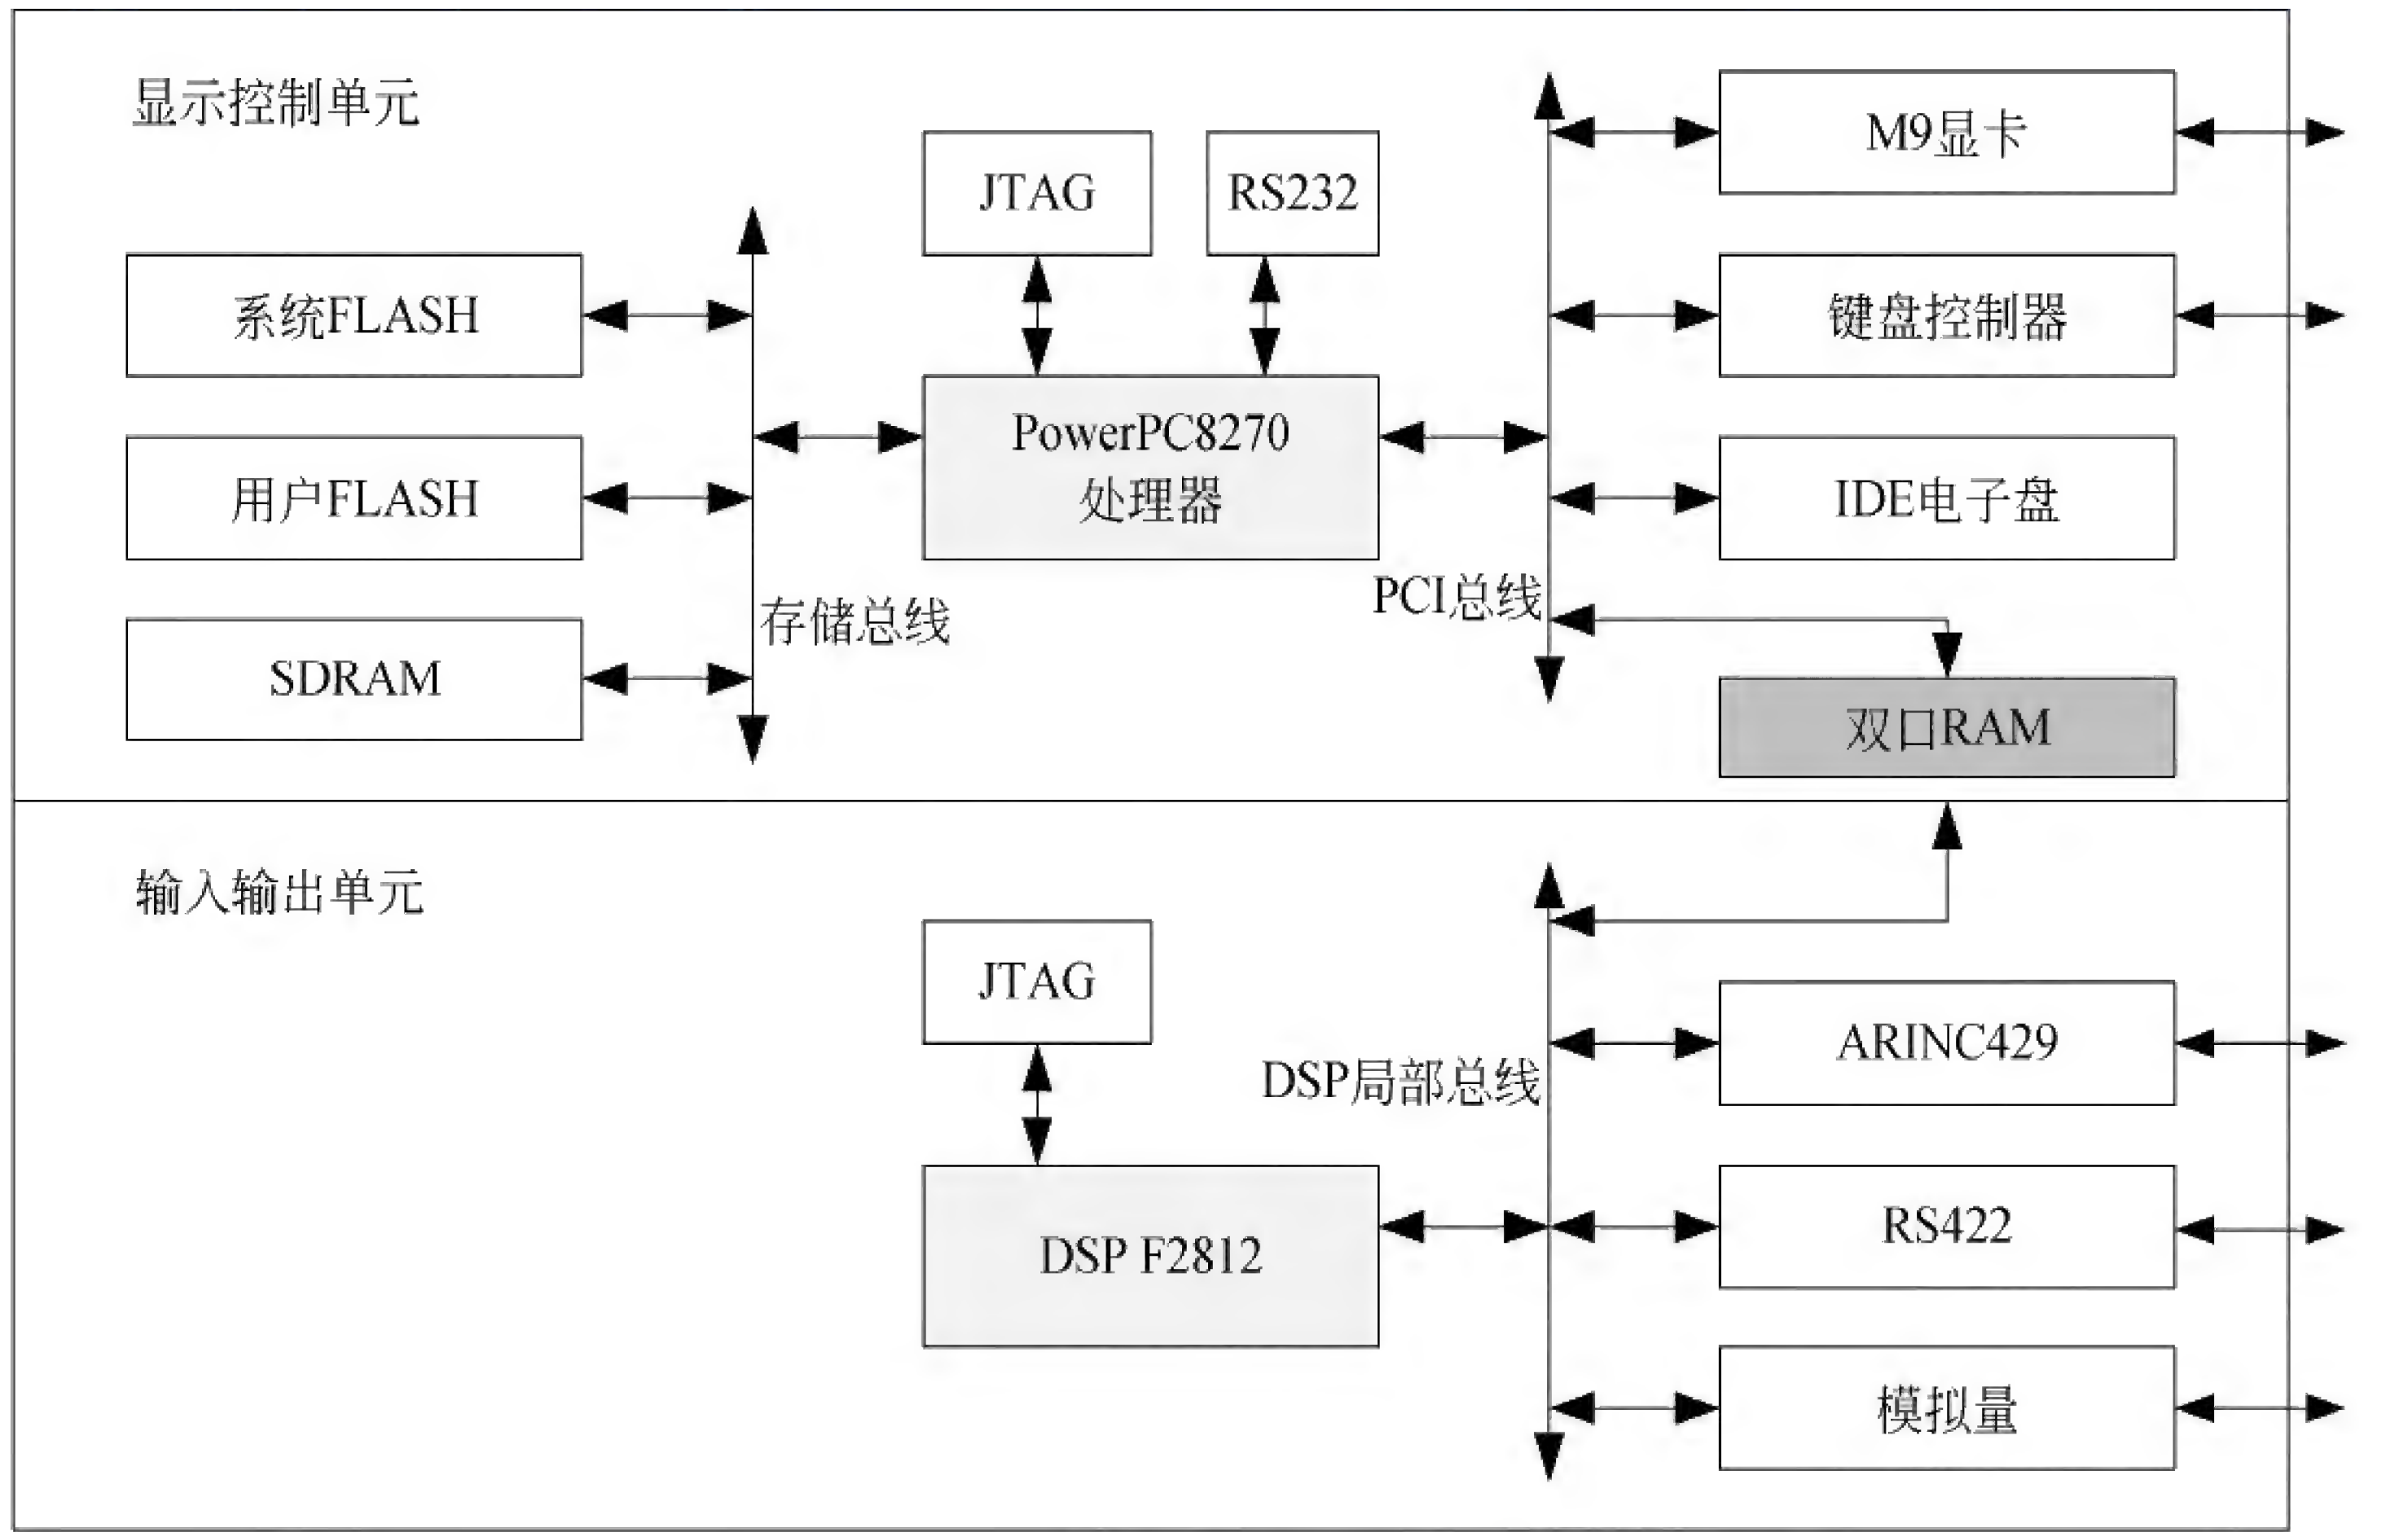 显示控制单元
JTAG
RS232
M9显卡
系统FLASH
键盘控制器
PowerPC8270
处理器
用户FLASH
IDE电子盘
PCI总线
存储总线
SDRAM
双口RAM
输入输出单元
JTAG
ARINC429
DSP局部总线
RS422
DSP F2812
模拟量